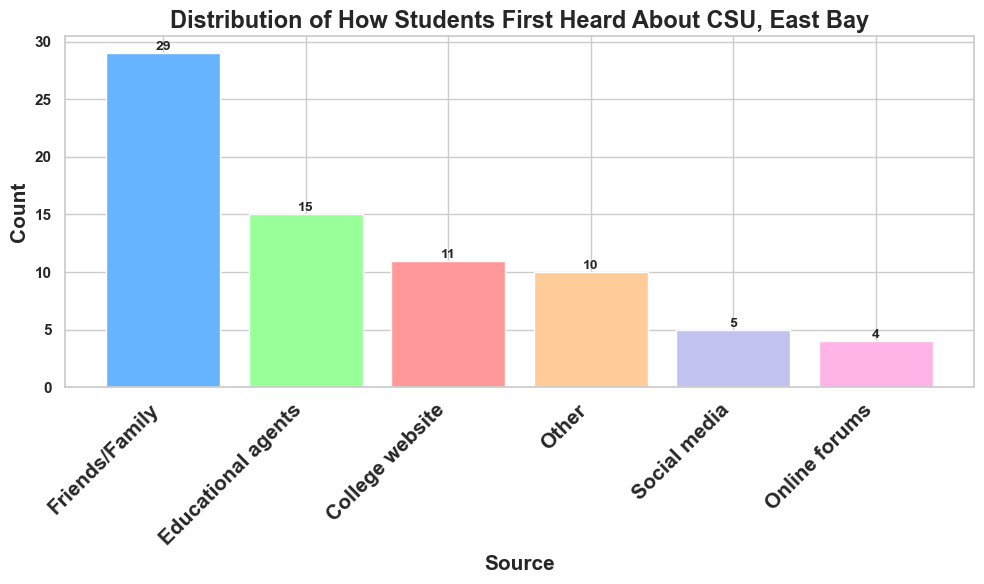 Distribution of How Students First Heard About CSU, East Bay
Count
30
25
20
15
10
5
0
29
15
11
10
5
4
Friends/Family
Educational agents
College website
Other
Social media
Online forums
Source